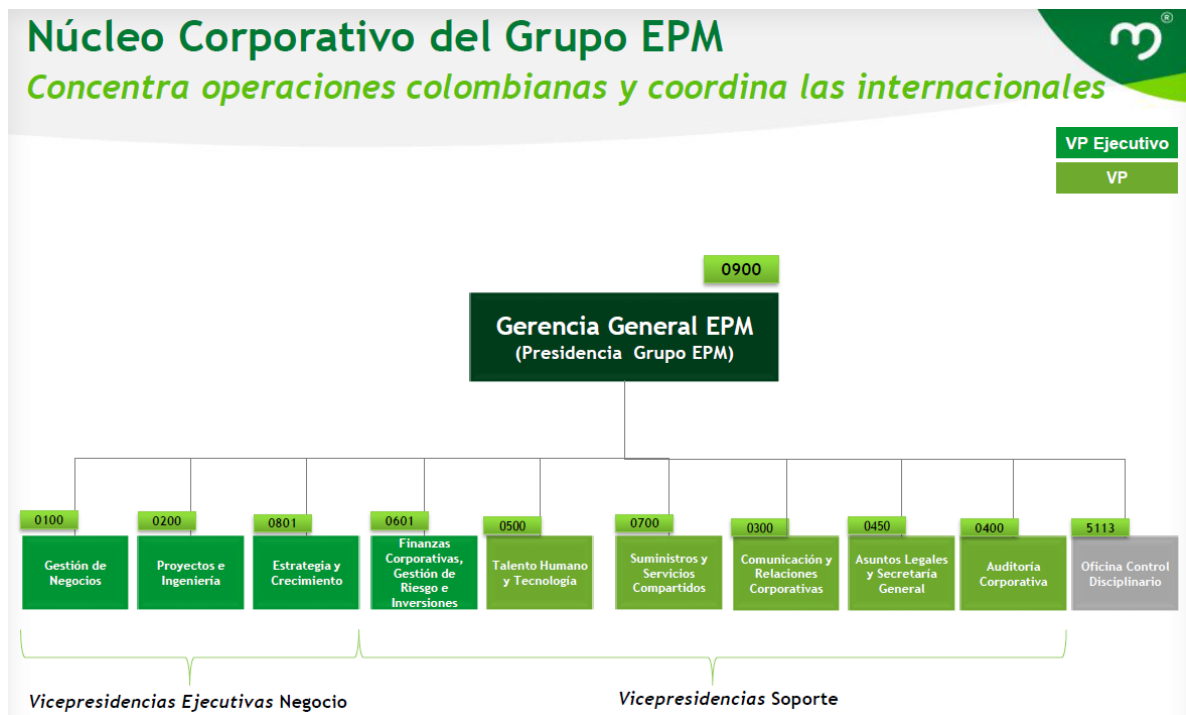 Núcleo Corporativo del Grupo EPM
®
Concentra operaciones colombianas y coordina las internacionales
VP Ejecutivo
VP
0900
Gerencia General EPM
(Presidencia Grupo EPM)
0100
Gestión de
Negocios
0200
Proyectos e
Ingeniería
0801
Estrategia y
Crecimiento
0601
Finanzas
Corporativas,
Gestión de
Riesgo e
Inversiones
0500
Talento Humano
y Tecnología
0700
Suministros y
Servicios
Compartidos
0300
Comunicación y
Relaciones
Corporativas
0450
Asuntos Legales
y Secretaría
General
0400
Auditoría
Corporativa
5113
Oficina Control
Disciplinario
Vicepresidencias Ejecutivas Negocio
Vicepresidencias Soporte